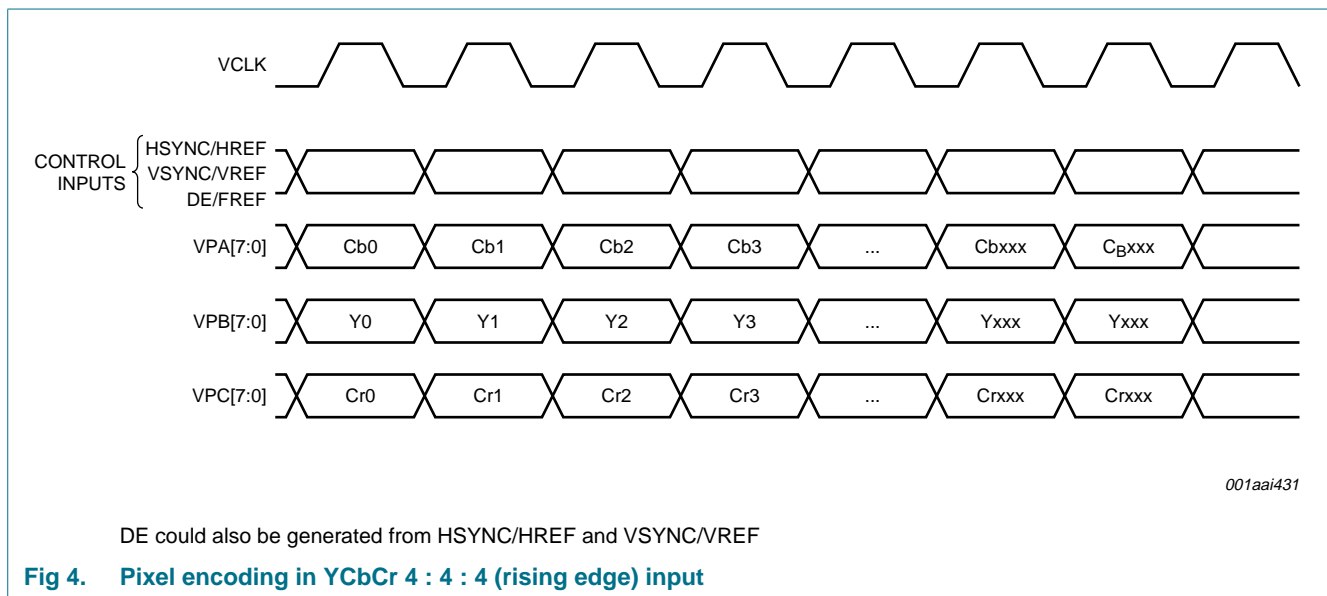 VCLK
CONTROL INPUTS
HSYNC/HREF
VSYNC/VREF
DE/FREF
VPA[7:0] Cb0 Cb1 Cb2 Cb3 ... Cbxxx CBxxx
VPB[7:0] Y0 Y1 Y2 Y3 ... Yxxx Yxxx
VPC[7:0] Cr0 Cr1 Cr2 Cr3 ... Crxxx Crxxx
001aai431
DE could also be generated from HSYNC/HREF and VSYNC/VREF
Fig 4. Pixel encoding in YCbCr 4 : 4 : 4 (rising edge) input